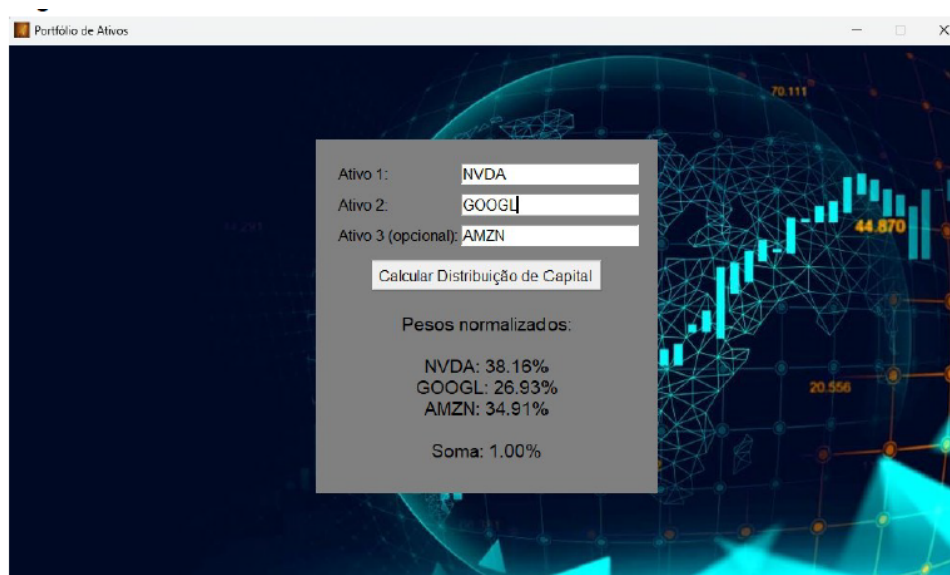 Portfólio de Ativos
70.111
Ativo 1: NVDA
Ativo 2: GOOGL
44.870
Ativo 3 (opcional): AMZN
Calcular Distribuição de Capital
Pesos normalizados:
NVDA: 38.16%
20.556
GOOGL: 26.93%
AMZN: 34.91%
Soma: 1.00%